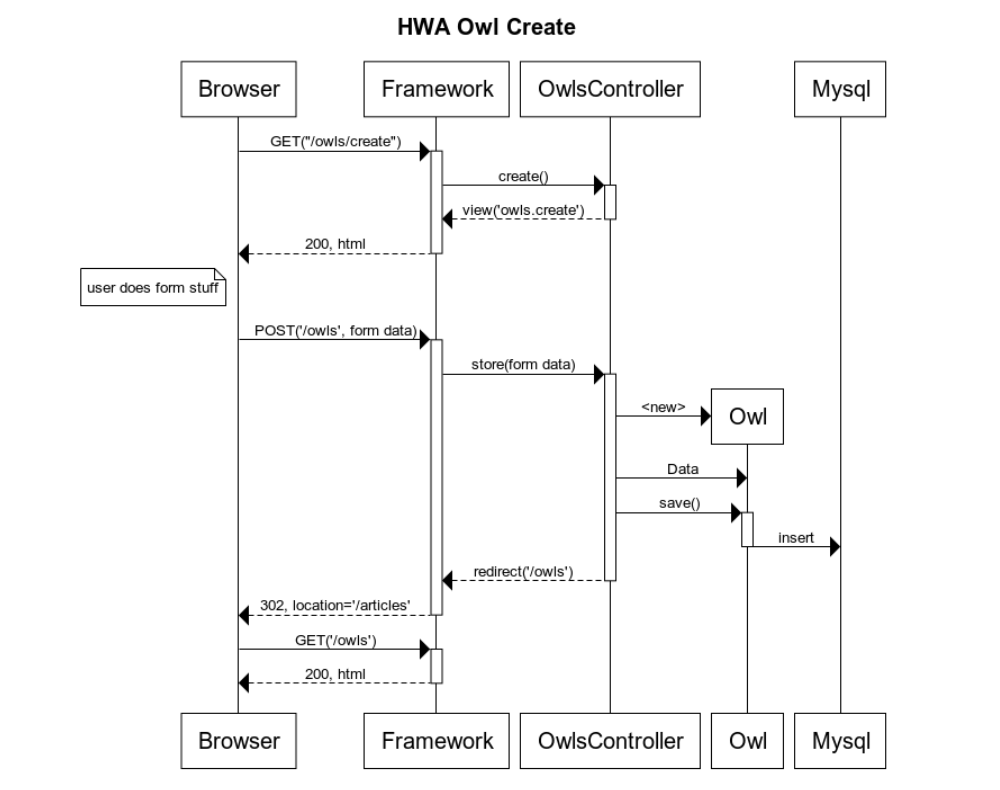 HWA Owl Create
Browser
Framework
OwlsController
Mysql
GET("/owls/create")
create()
view('owls.create')
200, html
user does form stuff
POST('/owls', form data)
store(form data)
<new>
Owl
Data
save()
insert
redirect('/owls')
302, location='/articles'
GET('/owls')
200, html
Browser
Framework
OwlsController
Owl
Mysql